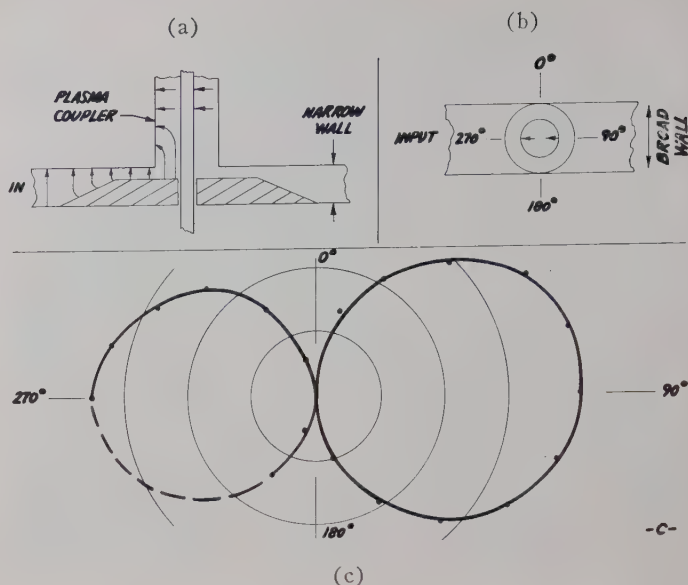 (a)
(b)
PLASMA
COUPLER
NARROW
WALL
IN
0°
INPUT
270°
90°
BROAD
WALL
180°
0°
270°
90°
180°
-C-
(c)